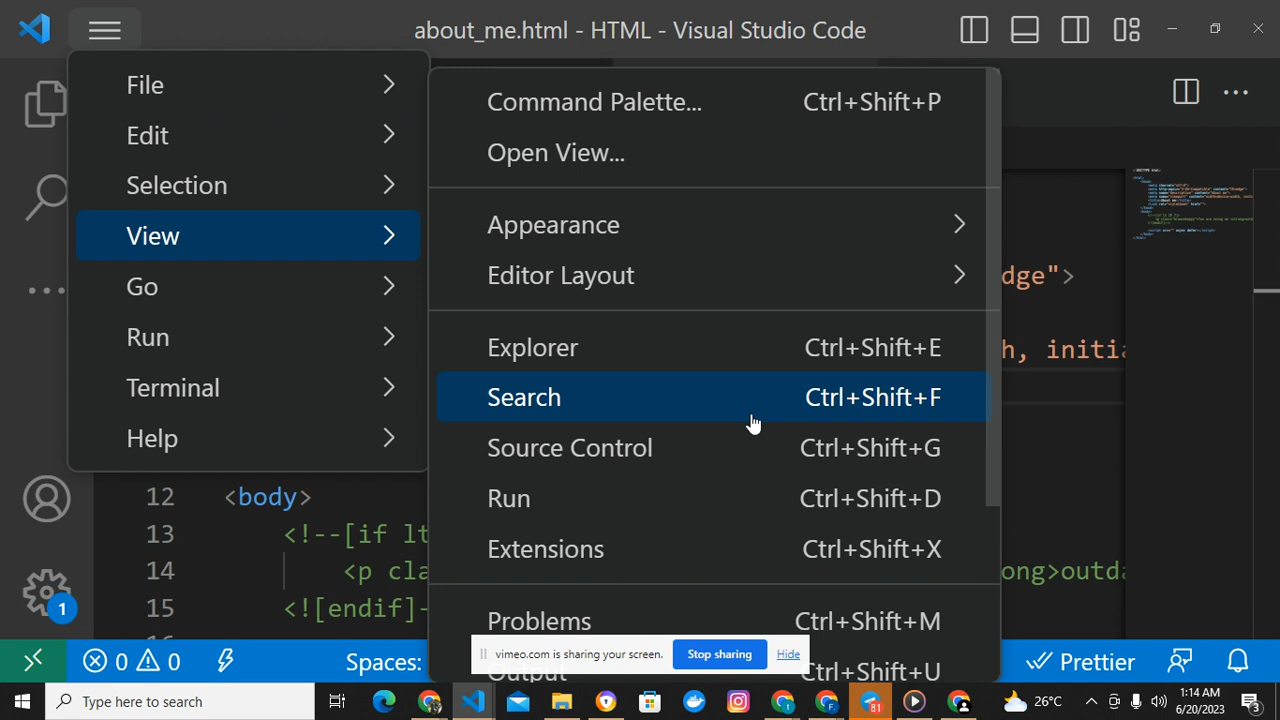 about_me.html - HTML - Visual Studio Code
File
Edit
Selection
View
Go
Run
Terminal
Help
Command Palette... Ctrl+Shift+P
Open View...
Appearance
Editor Layout
Explorer Ctrl+Shift+E
Search Ctrl+Shift+F
Source Control Ctrl+Shift+G
Run Ctrl+Shift+D
Extensions Ctrl+Shift+X
Problems Ctrl+Shift+M
Output Ctrl+Shift+U
dge">
h, initia
12 <body>
13 <!--[if lt
14 <p cla ong>outda
15 <![endif]-
vimeo.com is sharing your screen. Stop sharing Hide
1
0 0 Spaces: Prettier
Type here to search
81
26°C
1:14 AM
6/20/2023
3